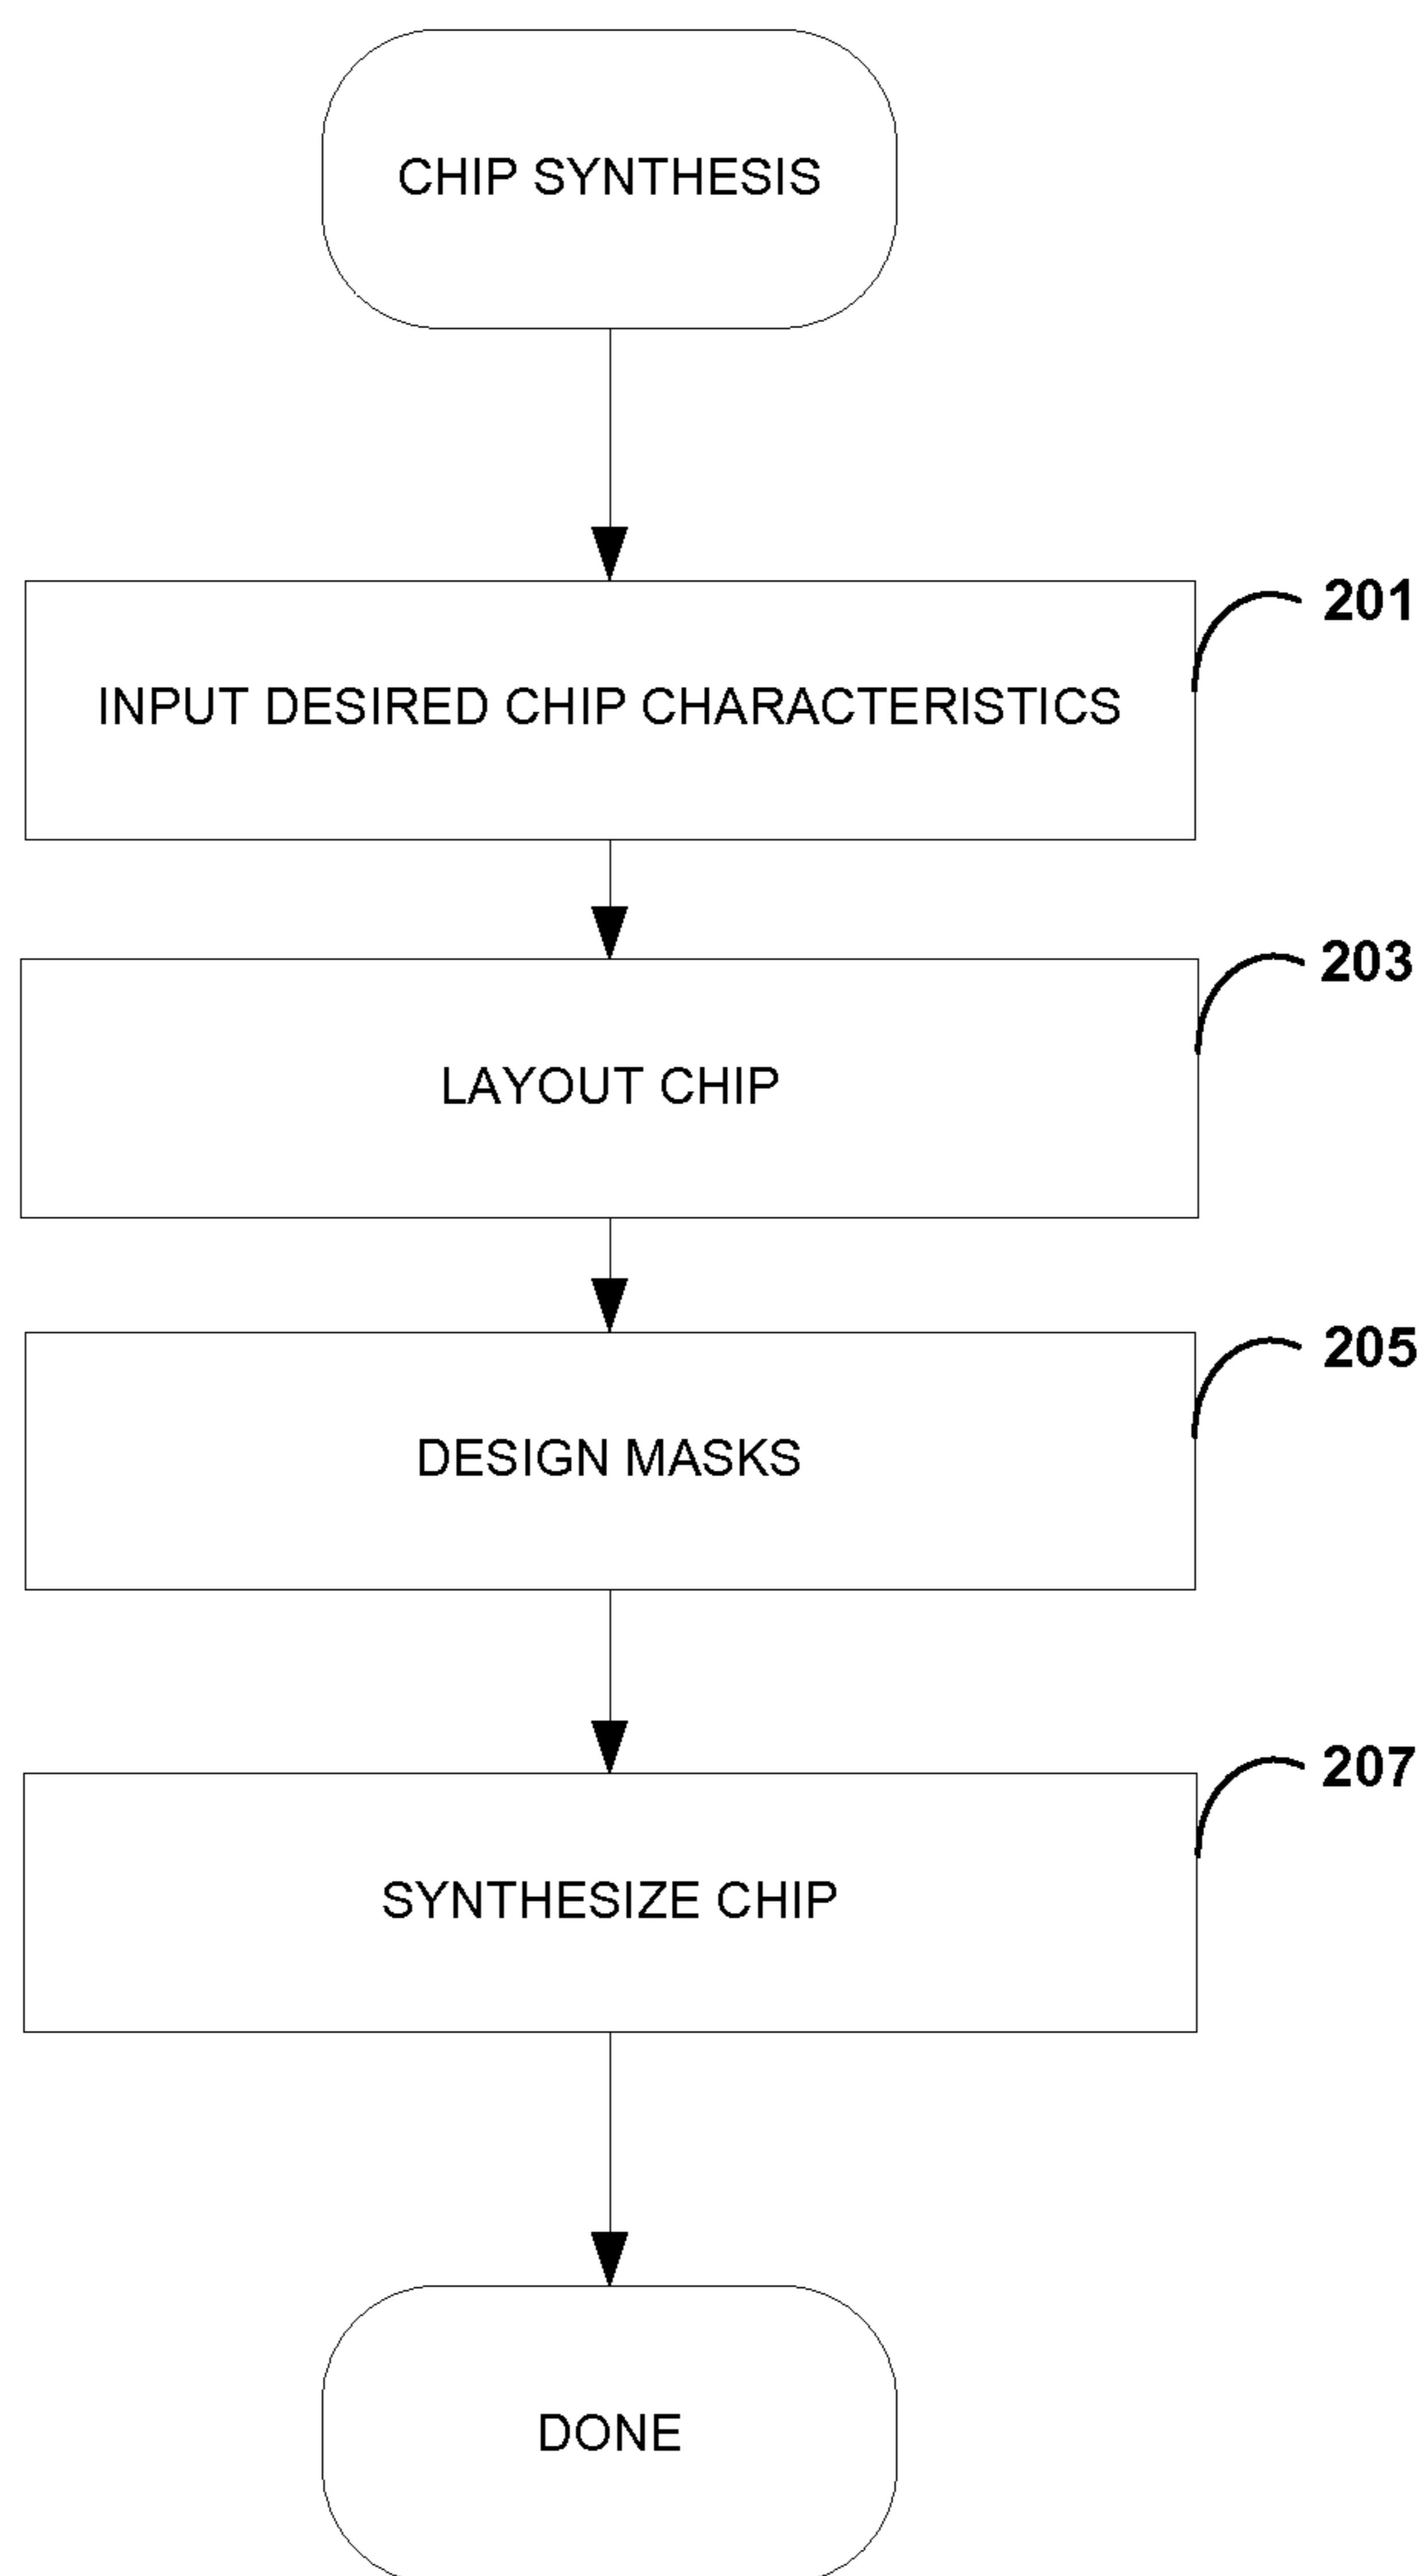 CHIP SYNTHESIS
201
INPUT DESIRED CHIP CHARACTERISTICS
203
LAYOUT CHIP
205
DESIGN MASKS
207
SYNTHESIZE CHIP
DONE